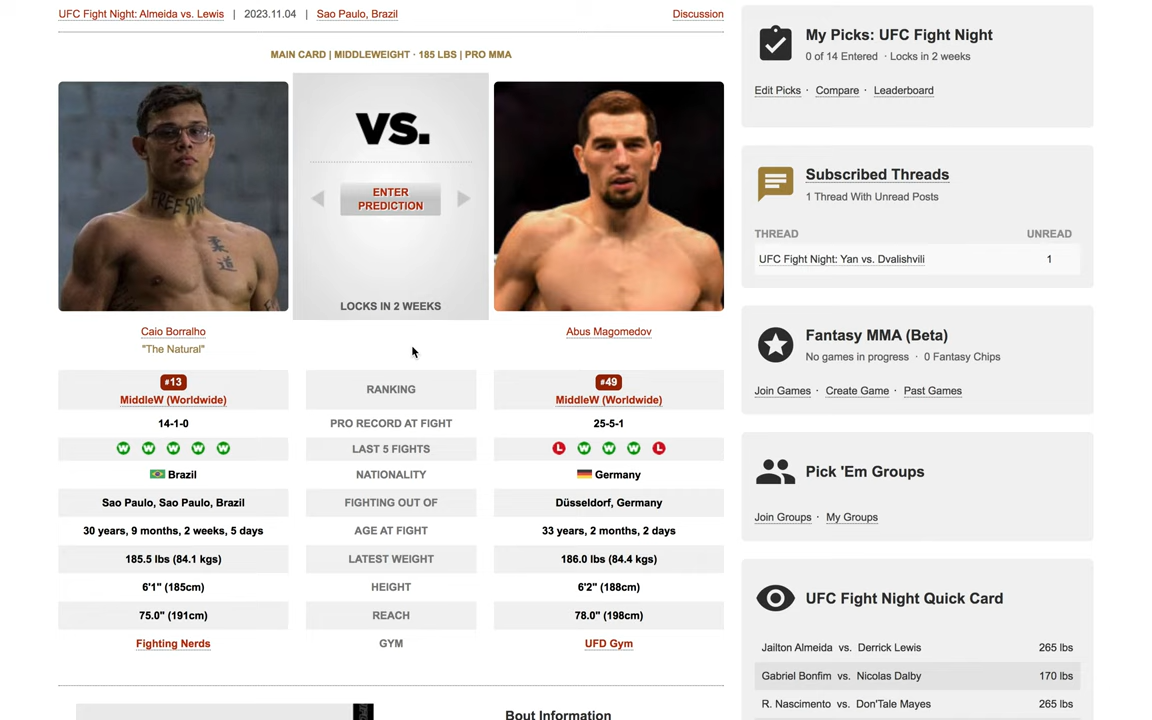 UFC Fight Night: Almeida vs. Lewis | 2023.11.04 | Sao Paulo, Brazil
Discussion
MAIN CARD | MIDDLEWEIGHT · 185 LBS | PRO MMA
VS.
ENTER
PREDICTION
LOCKS IN 2 WEEKS
Caio Borralho
"The Natural"
Abus Magomedov
#13
MiddleW (Worldwide)
RANKING
#49
MiddleW (Worldwide)
14-1-0 PRO RECORD AT FIGHT 25-5-1
W W W W W LAST 5 FIGHTS L W W W L
Brazil NATIONALITY Germany
Sao Paulo, Sao Paulo, Brazil FIGHTING OUT OF Düsseldorf, Germany
30 years, 9 months, 2 weeks, 5 days AGE AT FIGHT 33 years, 2 months, 2 days
185.5 lbs (84.1 kgs) LATEST WEIGHT 186.0 lbs (84.4 kgs)
6'1" (185cm) HEIGHT 6'2" (188cm)
75.0" (191cm) REACH 78.0" (198cm)
Fighting Nerds GYM UFD Gym
Bout Information
My Picks: UFC Fight Night
0 of 14 Entered · Locks in 2 weeks
Edit Picks · Compare · Leaderboard
Subscribed Threads
1 Thread With Unread Posts
THREAD UNREAD
UFC Fight Night: Yan vs. Dvalishvili 1
Fantasy MMA (Beta)
No games in progress · 0 Fantasy Chips
Join Games · Create Game · Past Games
Pick 'Em Groups
Join Groups · My Groups
UFC Fight Night Quick Card
Jailton Almeida vs. Derrick Lewis 265 lbs
Gabriel Bonfim vs. Nicolas Dalby 170 lbs
R. Nascimento vs. Don'Tale Mayes 265 lbs